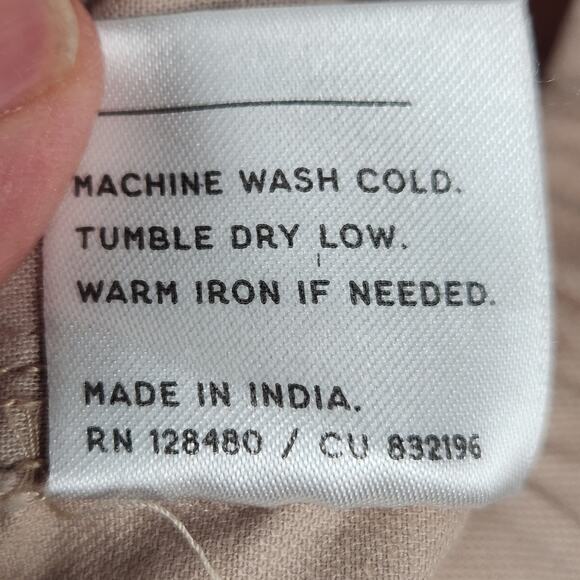 MACHINE WASH COLD.
TUMBLE DRY LOW.
WARM IRON IF NEEDED.
MADE IN INDIA.
RN 128480 / CU 832196